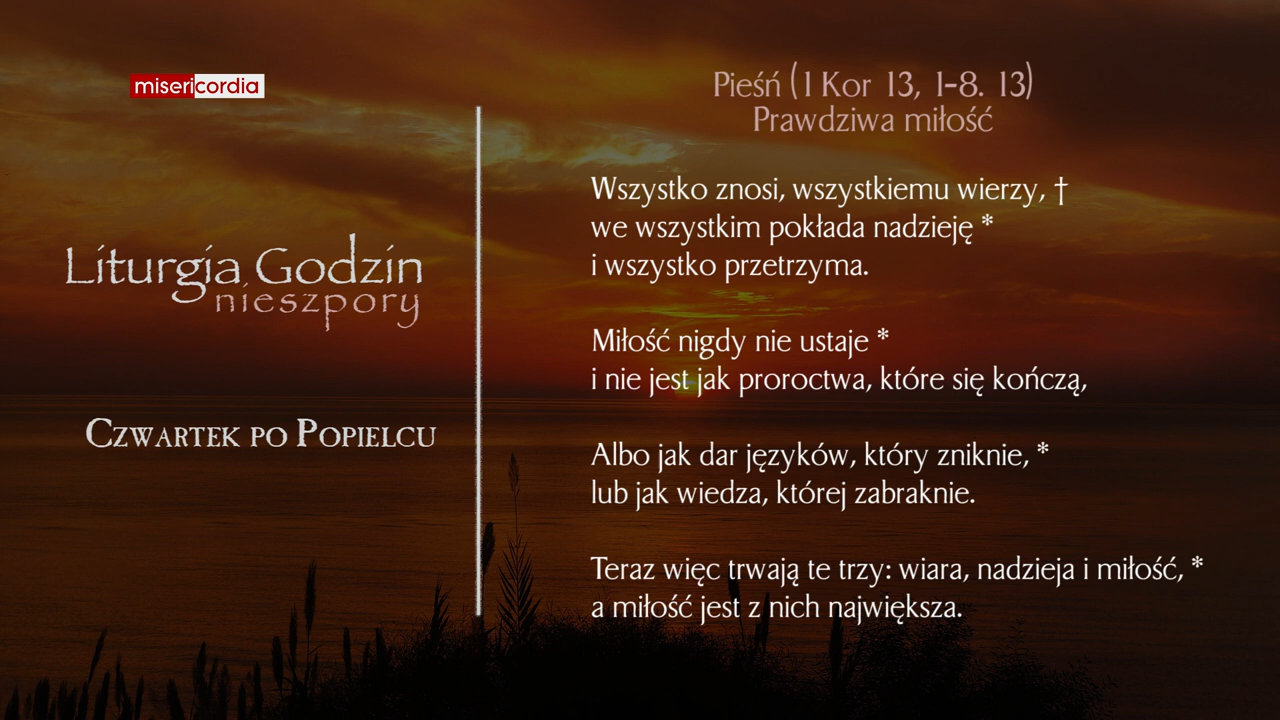 misericordia
Liturgia Godzin
nieszpory
Czwartek po Popielcu
Pieśń (1 Kor 13, 1-8. 13)
Prawdziwa miłość
Wszystko znosi, wszystkiemu wierzy, †
we wszystkim pokłada nadzieję *
i wszystko przetrzyma.
Miłość nigdy nie ustaje *
i nie jest jak proroctwa, które się kończą,
Albo jak dar języków, który zniknie, *
lub jak wiedza, której zabraknie.
Teraz więc trwają te trzy: wiara, nadzieja i miłość, *
a miłość jest z nich największa.